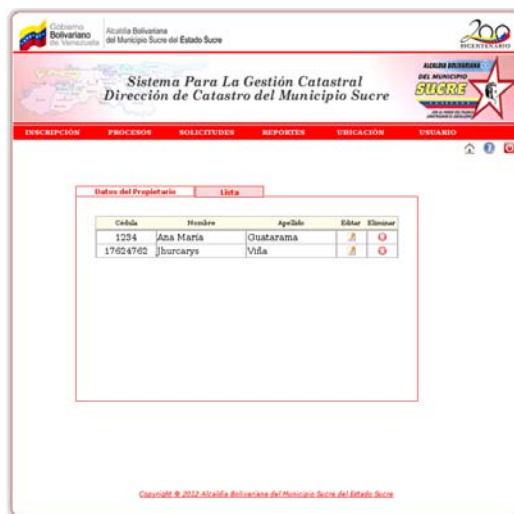 Gobierno
Bolivariano
de Venezuela
Alcaldía Bolivariana
del Municipio Sucre del Estado Sucre
200
BICENTENARIO
Sistema Para La Gestión Catastral
Dirección de Catastro del Municipio Sucre
ALCALDIA BOLIVARIANA
DEL MUNICIPIO
SUCRE
INSCRIPCIÓN PROCESOS SOLICITUDES REPORTES UBICACIÓN USUARIO
Datos del Propietario Lista
Cédula Nombre Apellido Editar Eliminar
1234 Ana María Guatarama
17624762 Jhurcarys Viña
Copyright © 2012 Alcaldía Bolivariana del Municipio Sucre del Estado Sucre